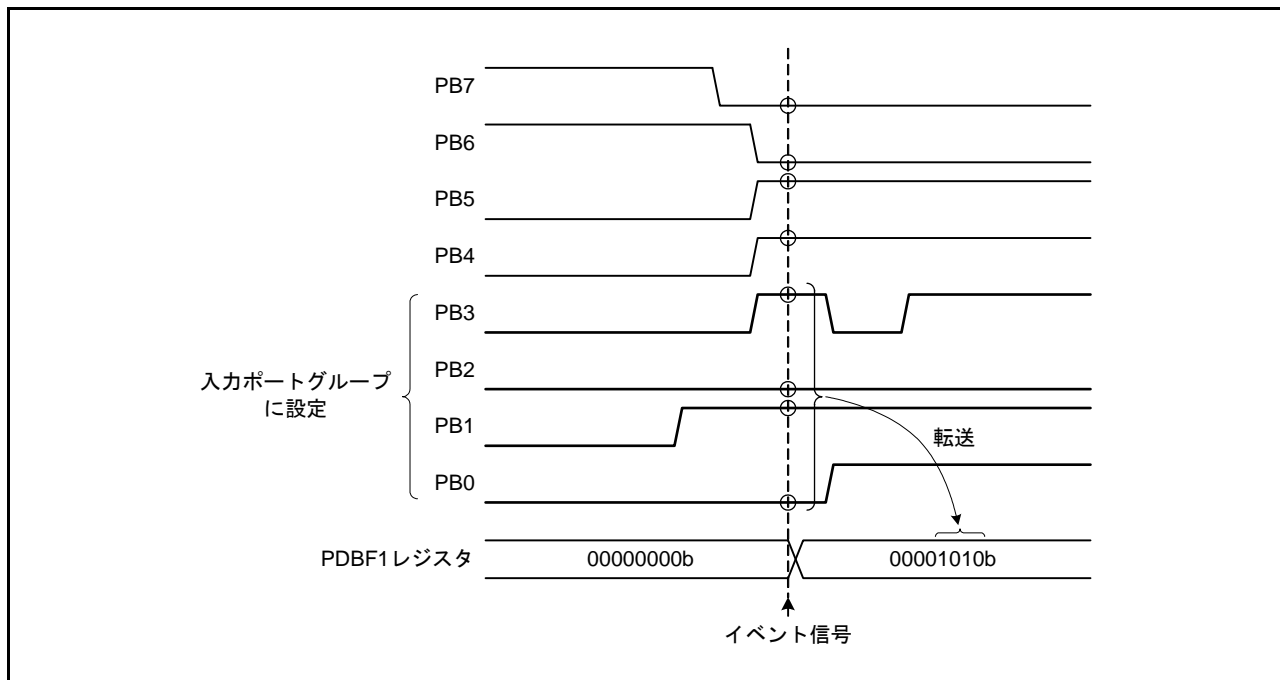 PB7
PB6
PB5
PB4
PB3
PB2
PB1
PB0
入力ポートグループ
に設定
転送
PDBF1レジスタ
00000000b
00001010b
イベント信号